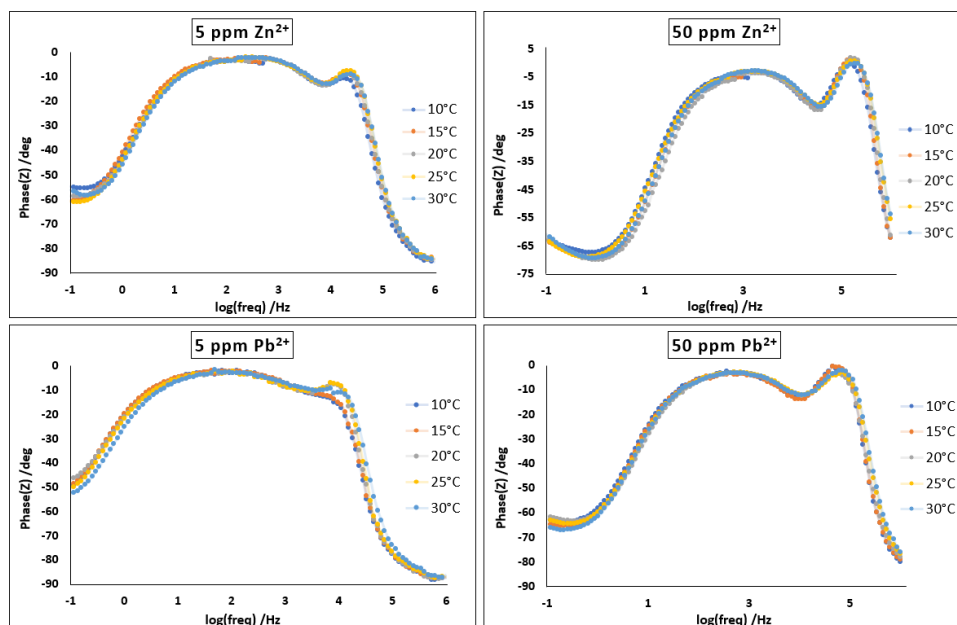 5 ppm Zn²⁺
0
-10
-20
-30
-40
-50
-60
-70
-80
-90
Phase(Z) /deg
-1 0 1 2 3 4 5 6
log(freq) /Hz
10°C
15°C
20°C
25°C
30°C
50 ppm Zn²⁺
5
-5
-15
-25
-35
-45
-55
-65
-75
Phase(Z) /deg
-1 1 3 5
log(freq) /Hz
10°C
15°C
20°C
25°C
30°C
5 ppm Pb²⁺
0
-10
-20
-30
-40
-50
-60
-70
-80
-90
Phase(Z) /deg
-1 0 1 2 3 4 5 6
log(freq) /Hz
10°C
15°C
20°C
25°C
30°C
50 ppm Pb²⁺
0
-10
-20
-30
-40
-50
-60
-70
-80
-90
Phase(Z) /deg
-1 1 3 5
log(freq) /Hz
10°C
15°C
20°C
25°C
30°C